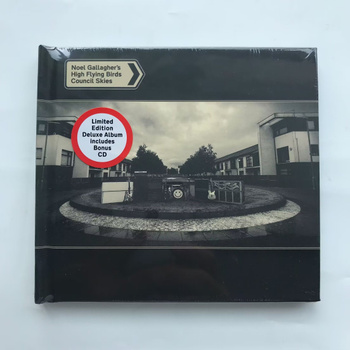 Noel Gallagher's
High Flying Birds
Council Skies
Limited
Edition
Deluxe Album
includes
Bonus
CD